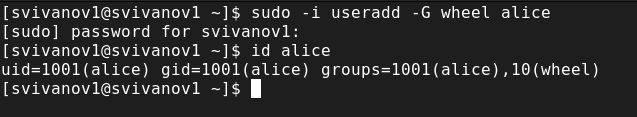 [svivanov1@svivanov1 ~]$ sudo -i useradd -G wheel alice
[sudo] password for svivanov1:
[svivanov1@svivanov1 ~]$ id alice
uid=1001(alice) gid=1001(alice) groups=1001(alice),10(wheel)
[svivanov1@svivanov1 ~]$